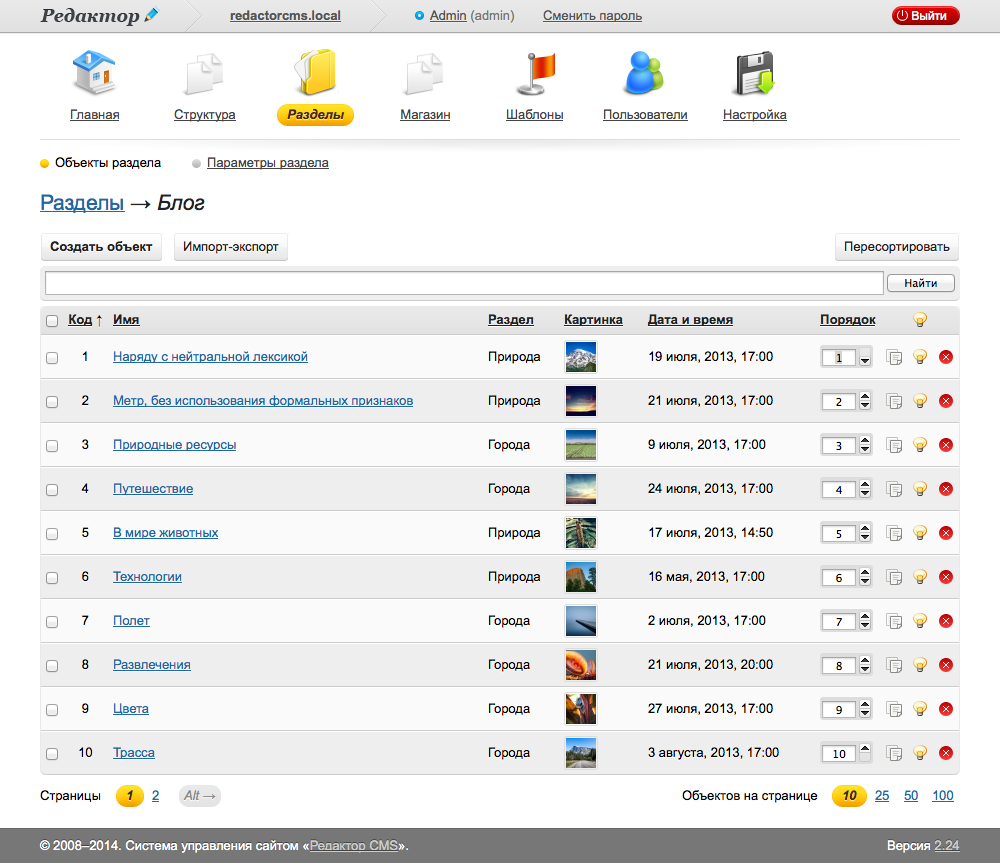 Редактор redactorcms.local Admin (admin) Сменить пароль Выйти
Главная Структура Разделы Магазин Шаблоны Пользователи Настройка
Объекты раздела Параметры раздела
Разделы → Блог
Создать объект Импорт-экспорт Пересортировать
Найти
Код ↑ Имя Раздел Картинка Дата и время Порядок
1 Наряду с нейтральной лексикой Природа 19 июля, 2013, 17:00 1
2 Метр, без использования формальных признаков Природа 21 июля, 2013, 17:00 2
3 Природные ресурсы Города 9 июля, 2013, 17:00 3
4 Путешествие Города 24 июля, 2013, 17:00 4
5 В мире животных Природа 17 июля, 2013, 14:50 5
6 Технологии Природа 16 мая, 2013, 17:00 6
7 Полет Города 2 июля, 2013, 17:00 7
8 Развлечения Города 21 июля, 2013, 20:00 8
9 Цвета Города 27 июля, 2013, 17:00 9
10 Трасса Города 3 августа, 2013, 17:00 10
Страницы 1 2 Alt → Объектов на странице 10 25 50 100
© 2008–2014. Система управления сайтом «Редактор CMS». Версия 2.24